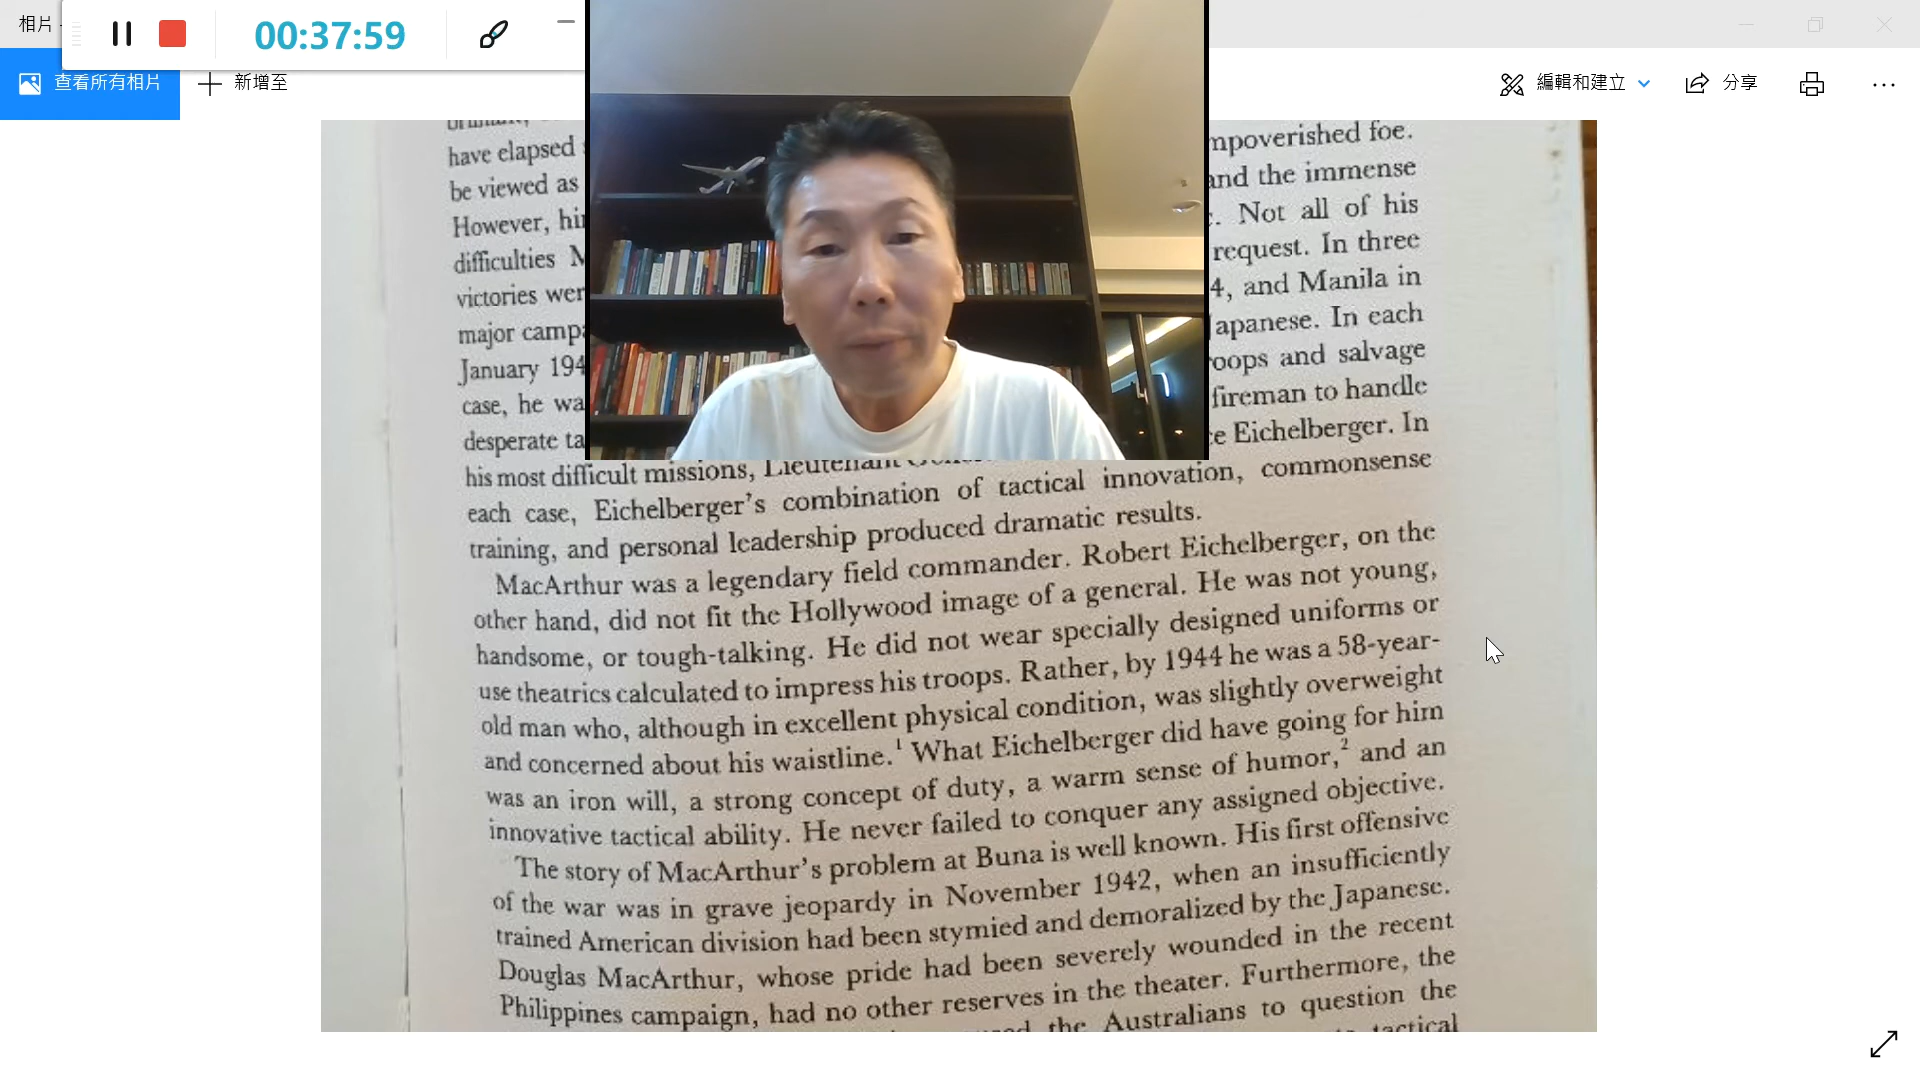 相片
00:37:59
查看所有相片
新增至
編輯和建立
分享
have elapsed
mpoverished foe.
be viewed as
and the immense
However,
Not all of his
difficulties
request. In three
victories wer
4, and Manila in
major campa
apanese. In each
January 194
roops and salvage
case, he wa
fireman to handle
desperate ta
e Eichelberger. In
his most difficult missions, Lieutenant
each case, Eichelberger's combination of tactical innovation, commonsense
training, and personal leadership produced dramatic results.
MacArthur was a legendary field commander. Robert Eichelberger, on the
other hand, did not fit the Hollywood image of a general. He was not young,
handsome, or tough-talking. He did not wear specially designed uniforms or
use theatrics calculated to impress his troops. Rather, by 1944 he was a 58-year-
old man who, although in excellent physical condition, was slightly overweight
and concerned about his waistline.¹ What Eichelberger did have going for him
was an iron will, a strong concept of duty, a warm sense of humor,² and an
innovative tactical ability. He never failed to conquer any assigned objective.
The story of MacArthur's problem at Buna is well known. His first offensive
of the war was in grave jeopardy in November 1942, when an insufficiently
trained American division had been stymied and demoralized by the Japanese.
Douglas MacArthur, whose pride had been severely wounded in the recent
Philippines campaign, had no other reserves in the theater. Furthermore, the
the Australians to question the
tactical